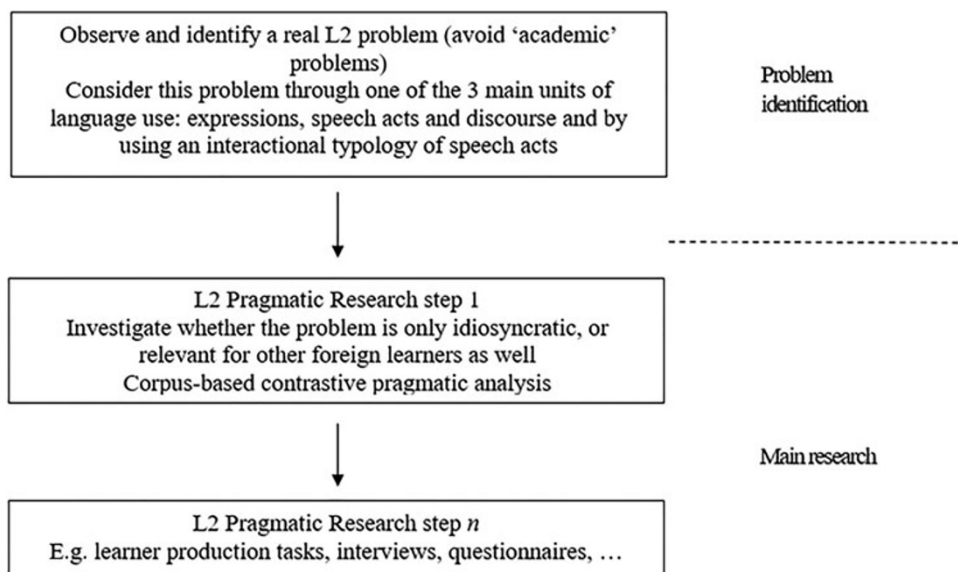 Observe and identify a real L2 problem (avoid ‘academic’
problems)
Consider this problem through one of the 3 main units of
language use: expressions, speech acts and discourse and by
using an interactional typology of speech acts
Problem
identification
L2 Pragmatic Research step 1
Investigate whether the problem is only idiosyncratic, or
relevant for other foreign learners as well
Corpus-based contrastive pragmatic analysis
Main research
L2 Pragmatic Research step n
E.g. learner production tasks, interviews, questionnaires, …